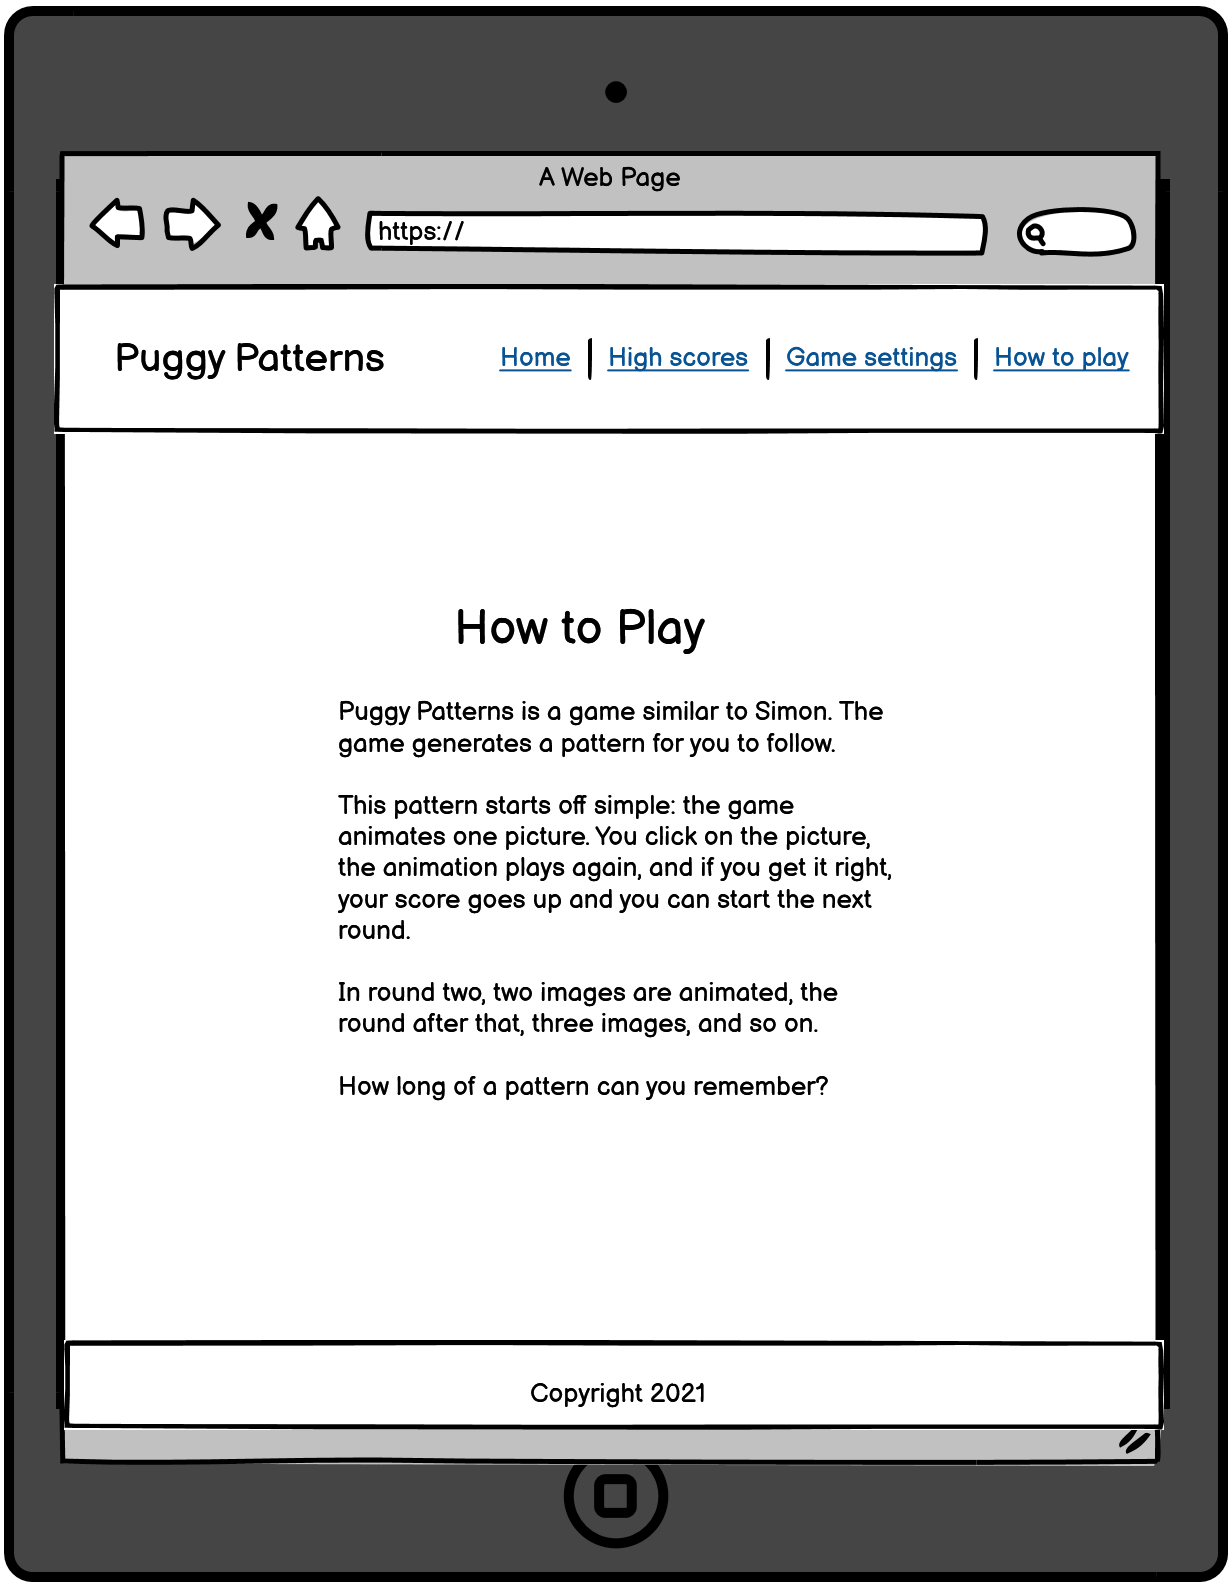 A Web Page
https://
Puggy Patterns
Home | High scores | Game settings | How to play
How to Play
Puggy Patterns is a game similar to Simon. The
game generates a pattern for you to follow.
This pattern starts off simple: the game
animates one picture. You click on the picture,
the animation plays again, and if you get it right,
your score goes up and you can start the next
round.
In round two, two images are animated, the
round after that, three images, and so on.
How long of a pattern can you remember?
Copyright 2021